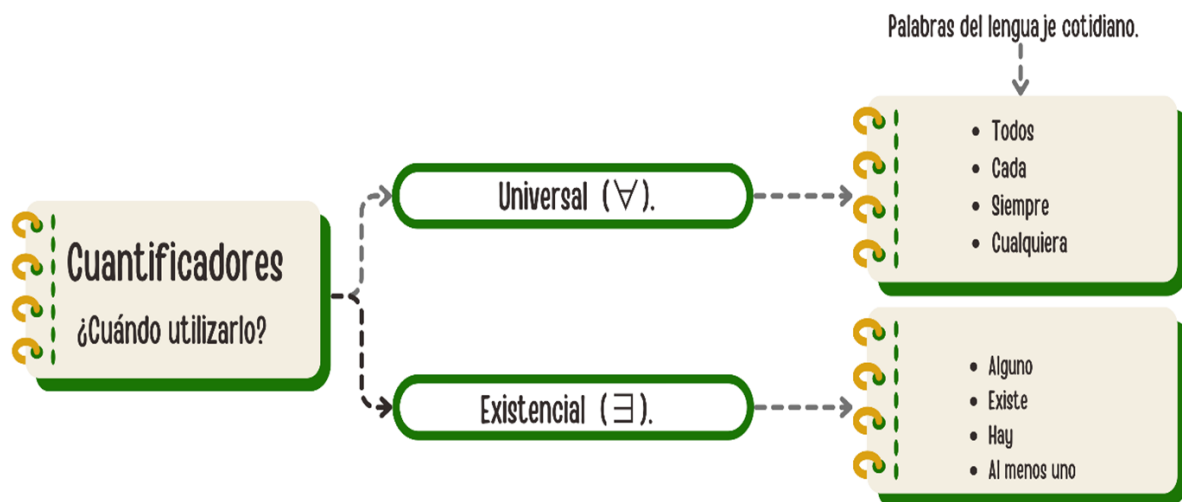 Palabras del lenguaje cotidiano.
Cuantificadores
¿Cuándo utilizarlo?
Universal (∀).
• Todos
• Cada
• Siempre
• Cualquiera
Existencial (∃).
• Alguno
• Existe
• Hay
• Al menos uno